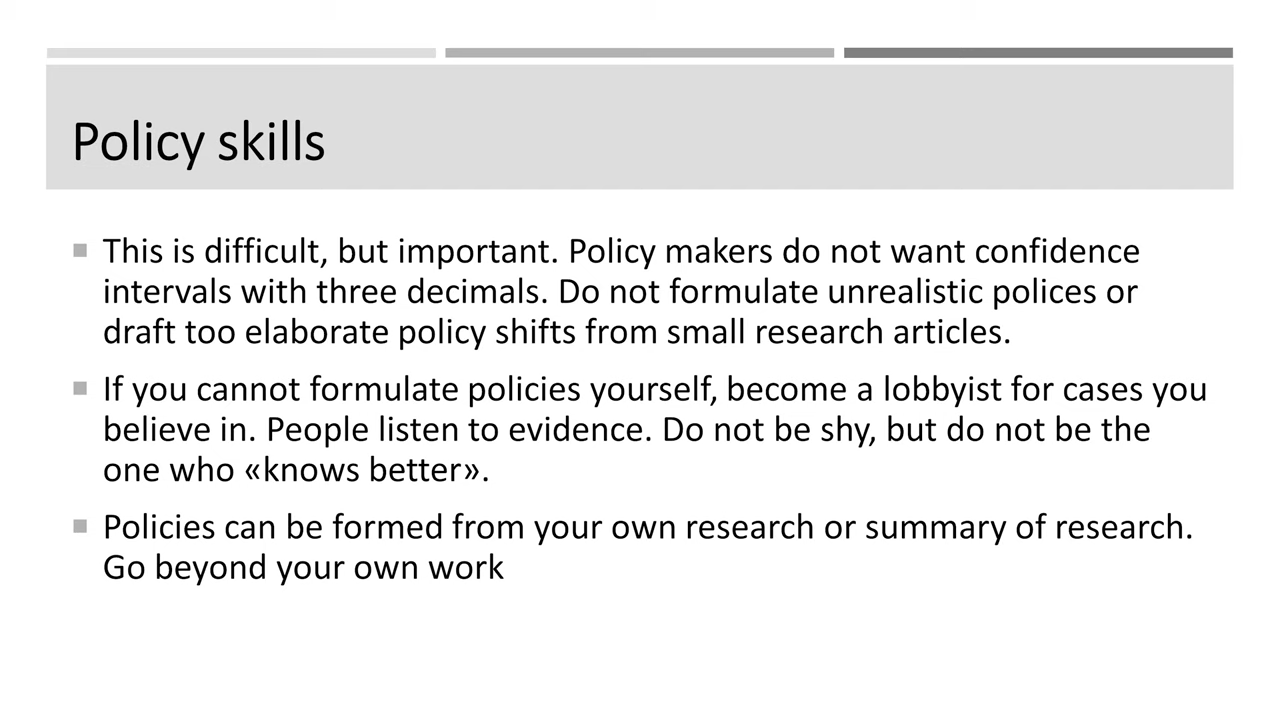 Policy skills
This is difficult, but important. Policy makers do not want confidence
intervals with three decimals. Do not formulate unrealistic polices or
draft too elaborate policy shifts from small research articles.
If you cannot formulate policies yourself, become a lobbyist for cases you
believe in. People listen to evidence. Do not be shy, but do not be the
one who «knows better».
Policies can be formed from your own research or summary of research.
Go beyond your own work